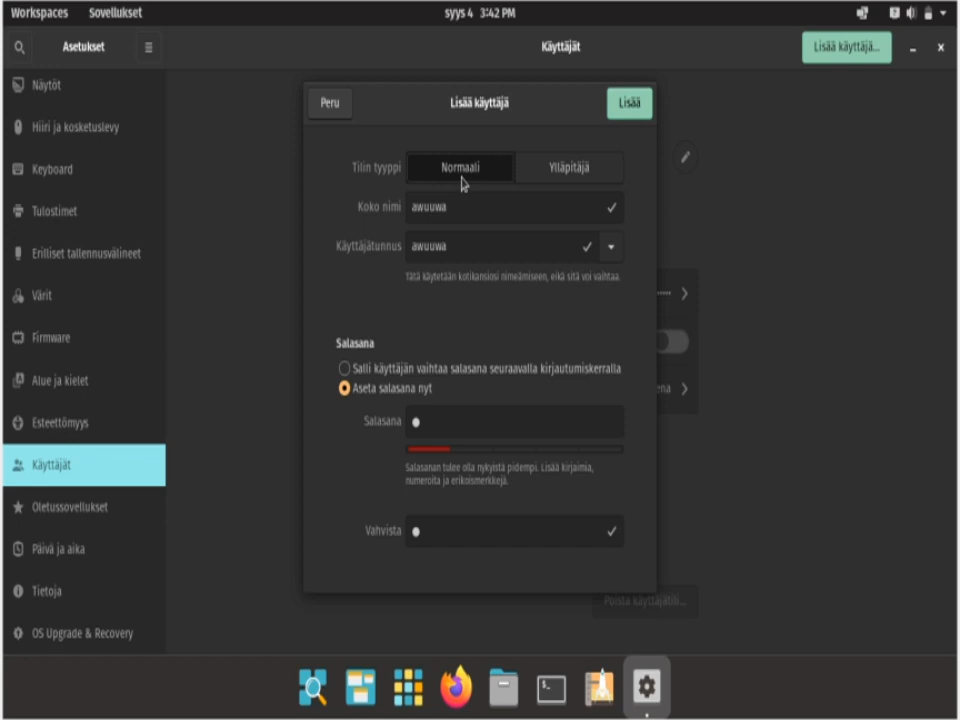 Workspaces Sovellukset syys 4 3:42 PM
Asetukset Käyttäjät Lisää käyttäjä...
Näytöt
Hiiri ja kosketuslevy
Keyboard
Tulostimet
Erilliset tallennusvälineet
Värit
Firmware
Alue ja kielet
Esteettömyys
Käyttäjät
Oletussovellukset
Päivä ja aika
Tietoja
OS Upgrade & Recovery
Peru Lisää käyttäjä Lisää
Tilin tyyppi Normaali Ylläpitäjä
Koko nimi awuuwa
Käyttäjätunnus awuuwa
Tätä käytetään kotikansiosi nimeämiseen, eikä sitä voi vaihtaa.
Salasana
Salli käyttäjän vaihtaa salasana seuraavalla kirjautumiskerralla
Aseta salasana nyt
Salasana
Salasanan tulee olla nykyistä pidempi. Lisää kirjaimia,
numeroita ja erikoismerkkejä.
Vahvista
ena
Poista käyttäjätili...